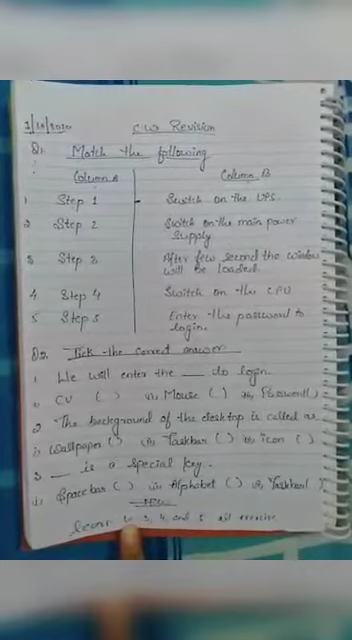 1/10/2020 C.W Revision
Q1. Match the following
Column A Column B
1 Step 1 - Switch on the UPS.
2 Step 2 Switch on the main power
supply
3 Step 3 After few second the window
will be loaded.
4 Step 4 Switch on the CPU
5 Step 5 Enter the password to
login.
Q2. Tick the correct answer
1. We will enter the ___ to login.
i) CU ( ) ii) Mouse ( ) iii) Password( )
2 The background of the desktop is called as
i) Wallpaper ( ) ii) Taskbar ( ) iii) icon ( )
3 ___ is a special key.
i) Space bar ( ) ii) Alphabet ( ) iii) Taskbar( )
Learn 3, 4 and 5 all exercise